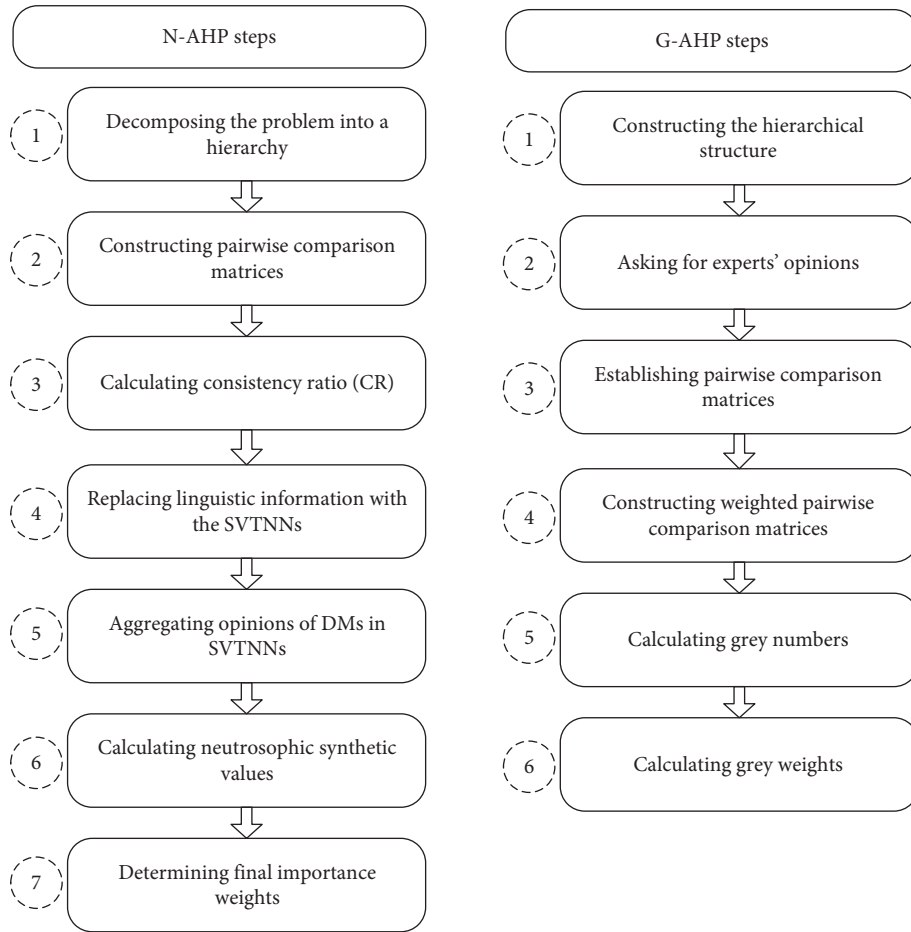 N-AHP steps
1
Decomposing the problem into a
hierarchy
2
Constructing pairwise comparison
matrices
3
Calculating consistency ratio (CR)
4
Replacing linguistic information with
the SVTNNs
5
Aggregating opinions of DMs in
SVTNNs
6
Calculating neutrosophic synthetic
values
7
Determining final importance
weights
G-AHP steps
1
Constructing the hierarchical
structure
2
Asking for experts’ opinions
3
Establishing pairwise comparison
matrices
4
Constructing weighted pairwise
comparison matrices
5
Calculating grey numbers
6
Calculating grey weights